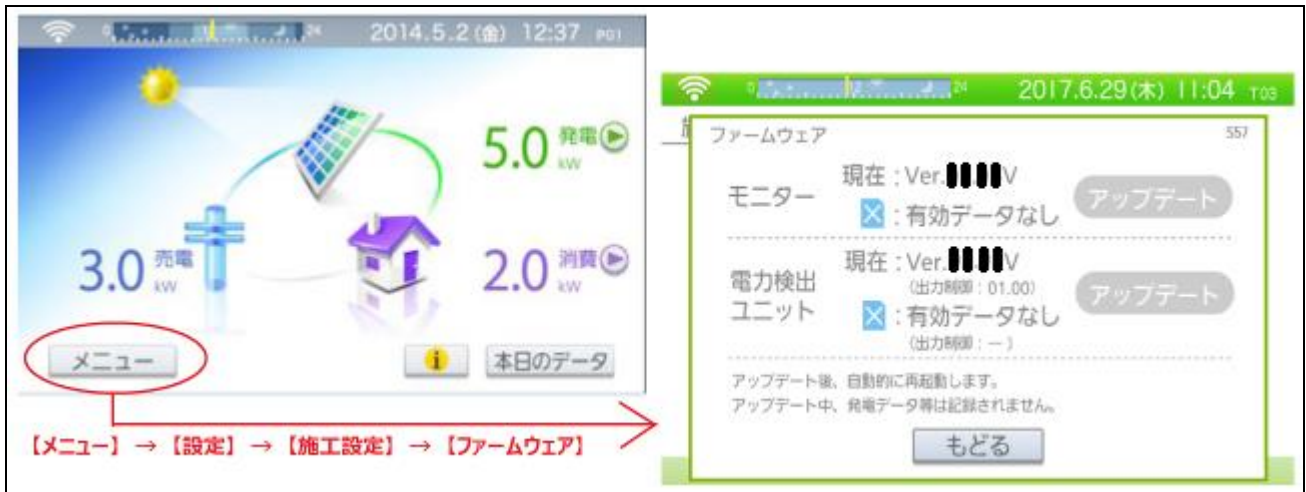 0 12 24 2014.5.2(金) 12:37 P01
5.0 kW 発電
3.0 kW 売電
2.0 kW 消費
メニュー
i
本日のデータ
【メニュー】 → 【設定】 → 【施工設定】 → 【ファームウェア】
0 12 24 2017.6.29(木) 11:04 T03
ファームウェア
557
モニター
現在 : Ver. V
: 有効データなし
アップデート
電力検出
ユニット
現在 : Ver. V
(出力制御 : 01.00)
: 有効データなし
(出力制御 : ー )
アップデート
アップデート後、自動的に再起動します。
アップデート中、発電データ等は記録されません。
もどる